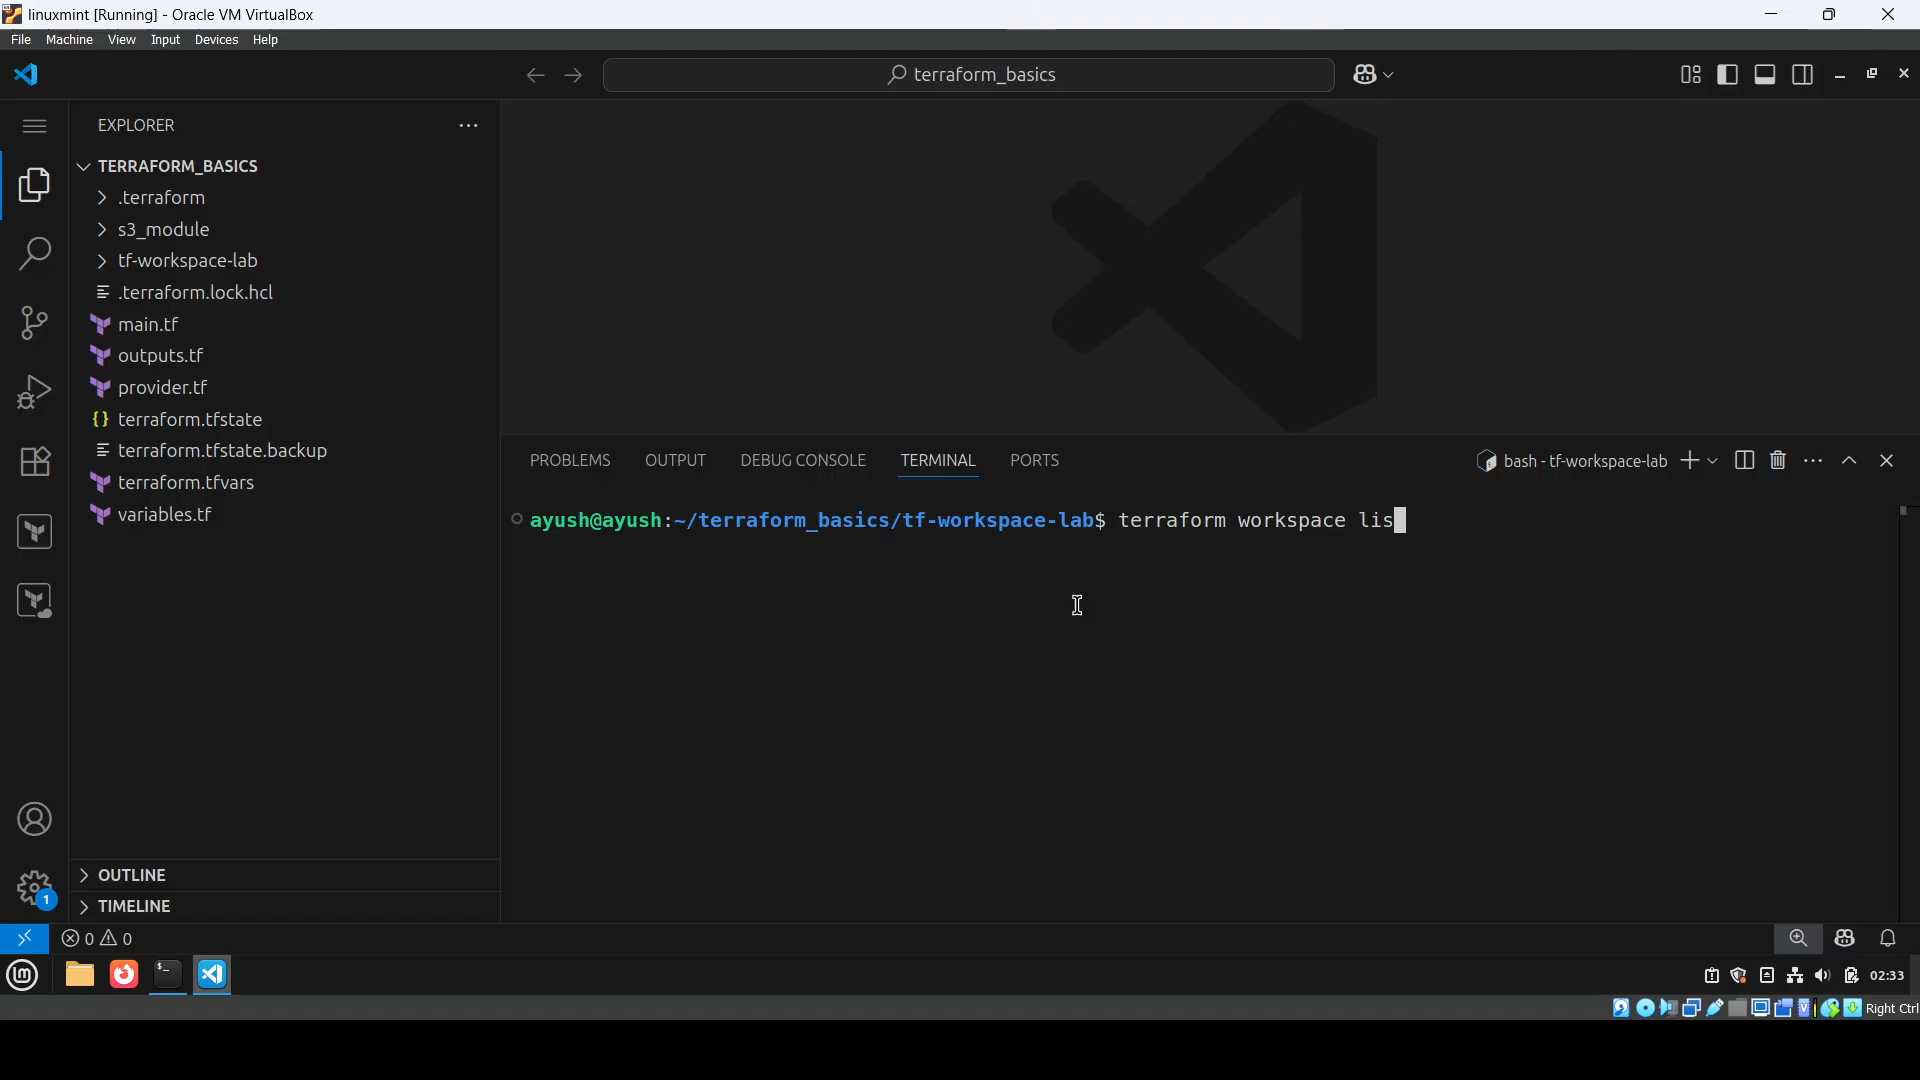 linuxmint [Running] - Oracle VM VirtualBox
File Machine View Input Devices Help
terraform_basics
EXPLORER
TERRAFORM_BASICS
.terraform
s3_module
tf-workspace-lab
.terraform.lock.hcl
main.tf
outputs.tf
provider.tf
terraform.tfstate
terraform.tfstate.backup
terraform.tfvars
variables.tf
OUTLINE
TIMELINE
PROBLEMS OUTPUT DEBUG CONSOLE TERMINAL PORTS
bash - tf-workspace-lab
ayush@ayush:~/terraform_basics/tf-workspace-lab$ terraform workspace lis
1
0 0
02:33
Right Ctrl